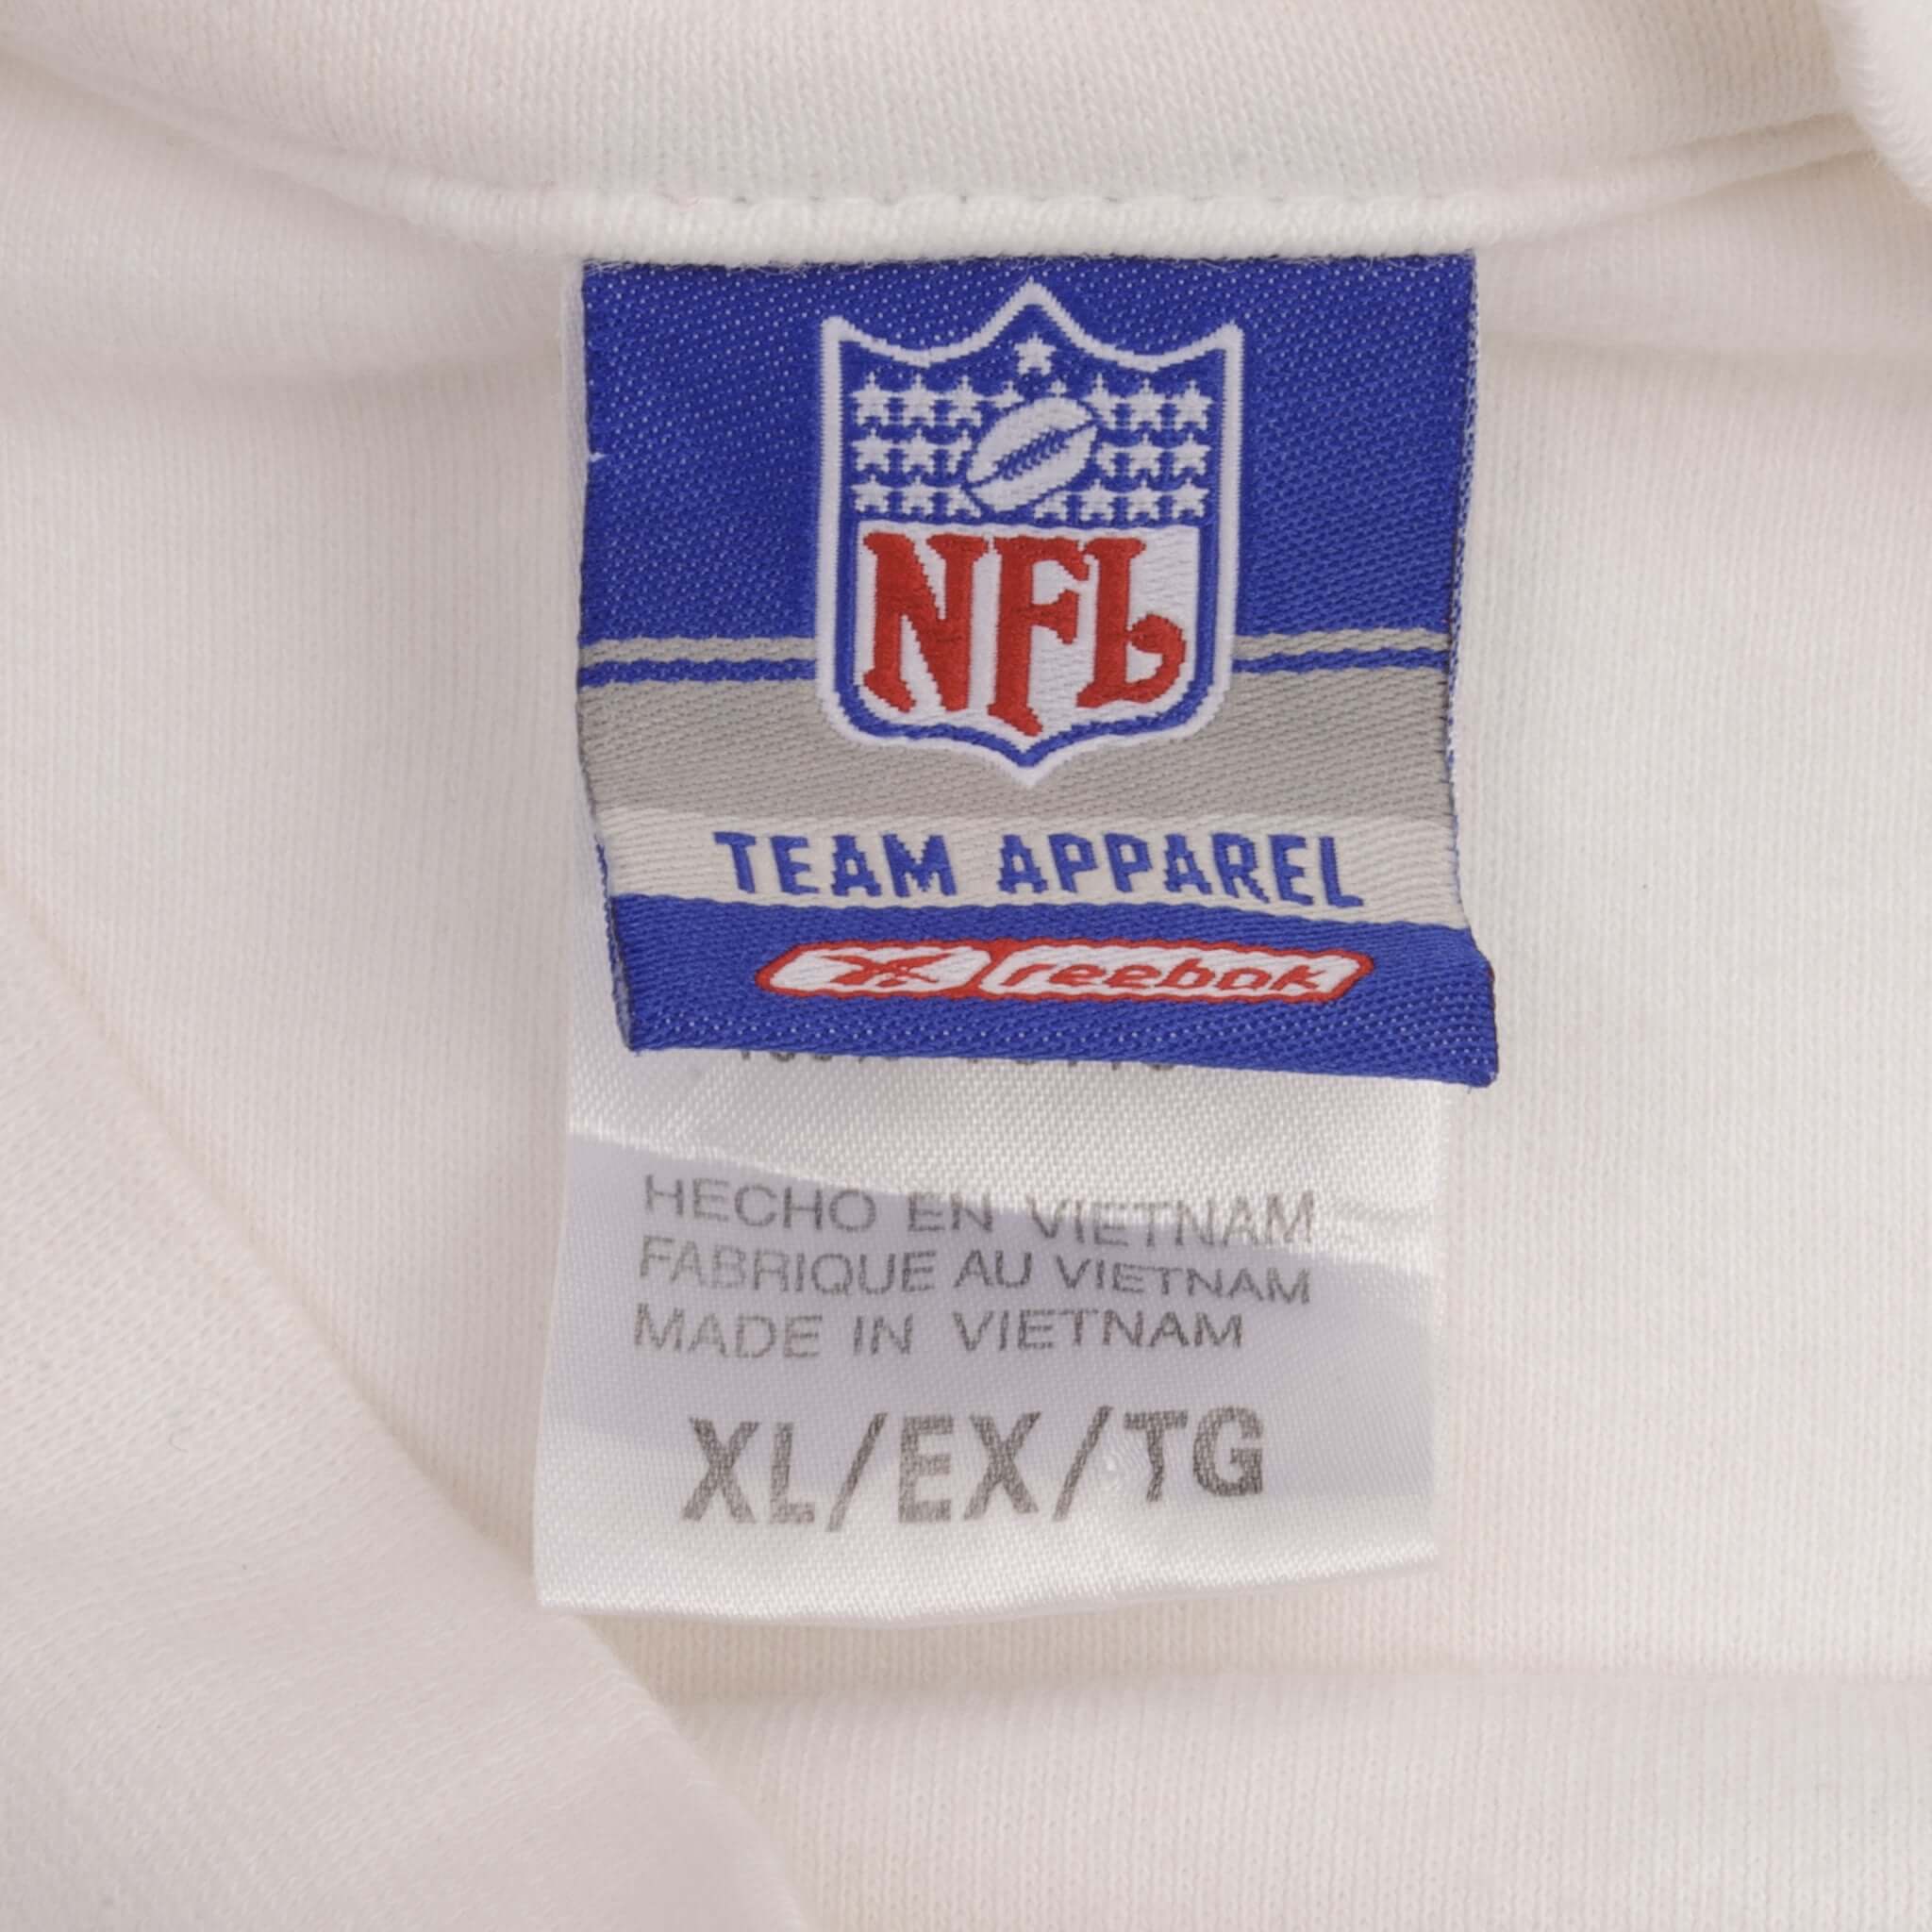 NFL
TEAM APPAREL
reebok
HECHO EN VIETNAM
FABRIQUE AU VIETNAM
MADE IN VIETNAM
XL/EX/TG